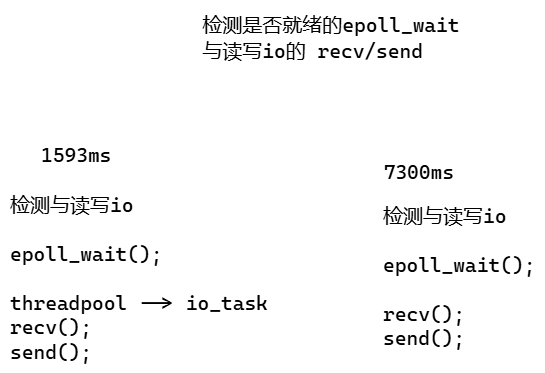 检测是否就绪的epoll_wait
与读写io的 recv/send
1593ms
检测与读写io
epoll_wait();
threadpool —> io_task
recv();
send();
7300ms
检测与读写io
epoll_wait();
recv();
send();